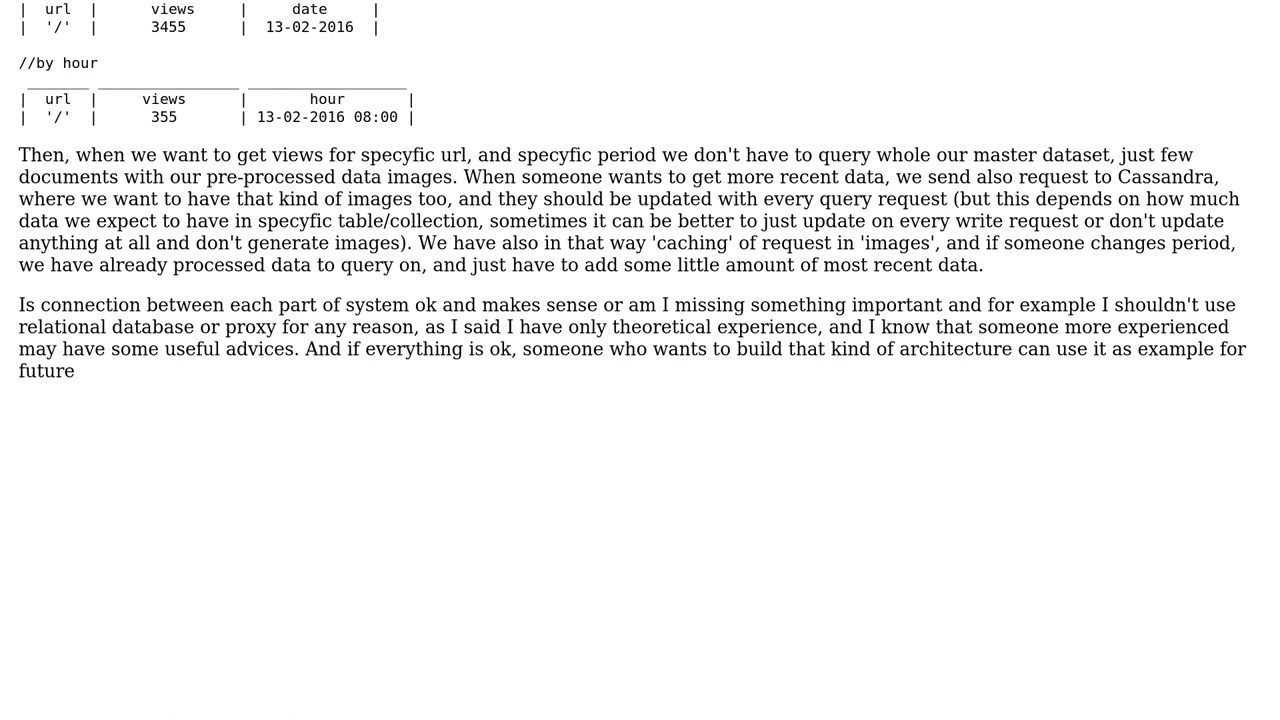 |  url  |      views     |     date     |
|  '/'  |      3455      |  13-02-2016  |
//by hour
 _______ ________________ __________________
|  url  |     views      |       hour       |
|  '/'  |      355       | 13-02-2016 08:00 |
Then, when we want to get views for specyfic url, and specyfic period we don't have to query whole our master dataset, just few
documents with our pre-processed data images. When someone wants to get more recent data, we send also request to Cassandra,
where we want to have that kind of images too, and they should be updated with every query request (but this depends on how much
data we expect to have in specyfic table/collection, sometimes it can be better to just update on every write request or don't update
anything at all and don't generate images). We have also in that way 'caching' of request in 'images', and if someone changes period,
we have already processed data to query on, and just have to add some little amount of most recent data.
Is connection between each part of system ok and makes sense or am I missing something important and for example I shouldn't use
relational database or proxy for any reason, as I said I have only theoretical experience, and I know that someone more experienced
may have some useful advices. And if everything is ok, someone who wants to build that kind of architecture can use it as example for
future